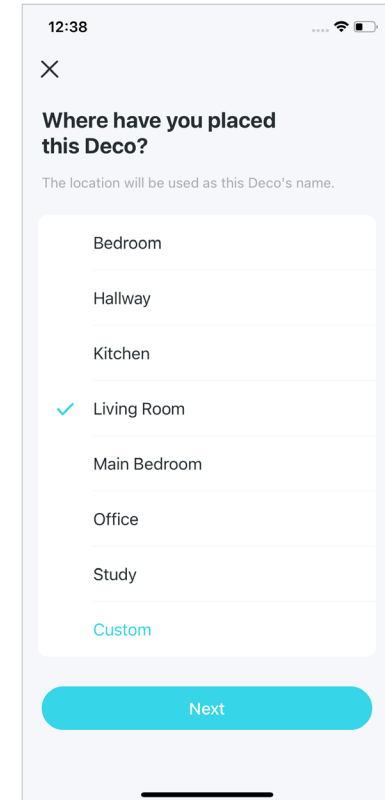 12:38
Where have you placed
this Deco?
The location will be used as this Deco's name.
Bedroom
Hallway
Kitchen
Living Room
Main Bedroom
Office
Study
Custom
Next